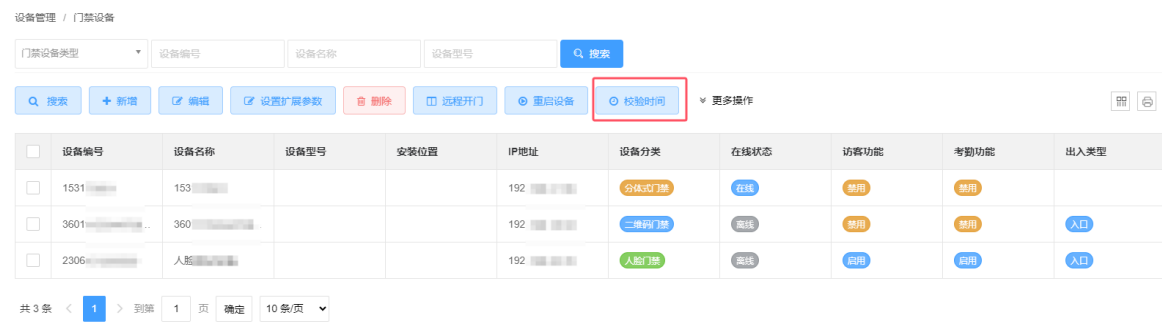 设备管理 / 门禁设备
门禁设备类型 设备编号 设备名称 设备型号 搜索
搜索 新增 编辑 设置扩展参数 删除 远程开门 重启设备 校验时间 更多操作
设备编号 设备名称 设备型号 安装位置 IP地址 设备分类 在线状态 访客功能 考勤功能 出入类型
1531 153 192 分体式门禁 在线 禁用 禁用
3601 .. 360 . 192 二维码门禁 离线 禁用 禁用 入口
2306 人脸 192 人脸门禁 离线 启用 启用 入口
共 3 条 < 1 > 到第 1 页 确定 10 条/页